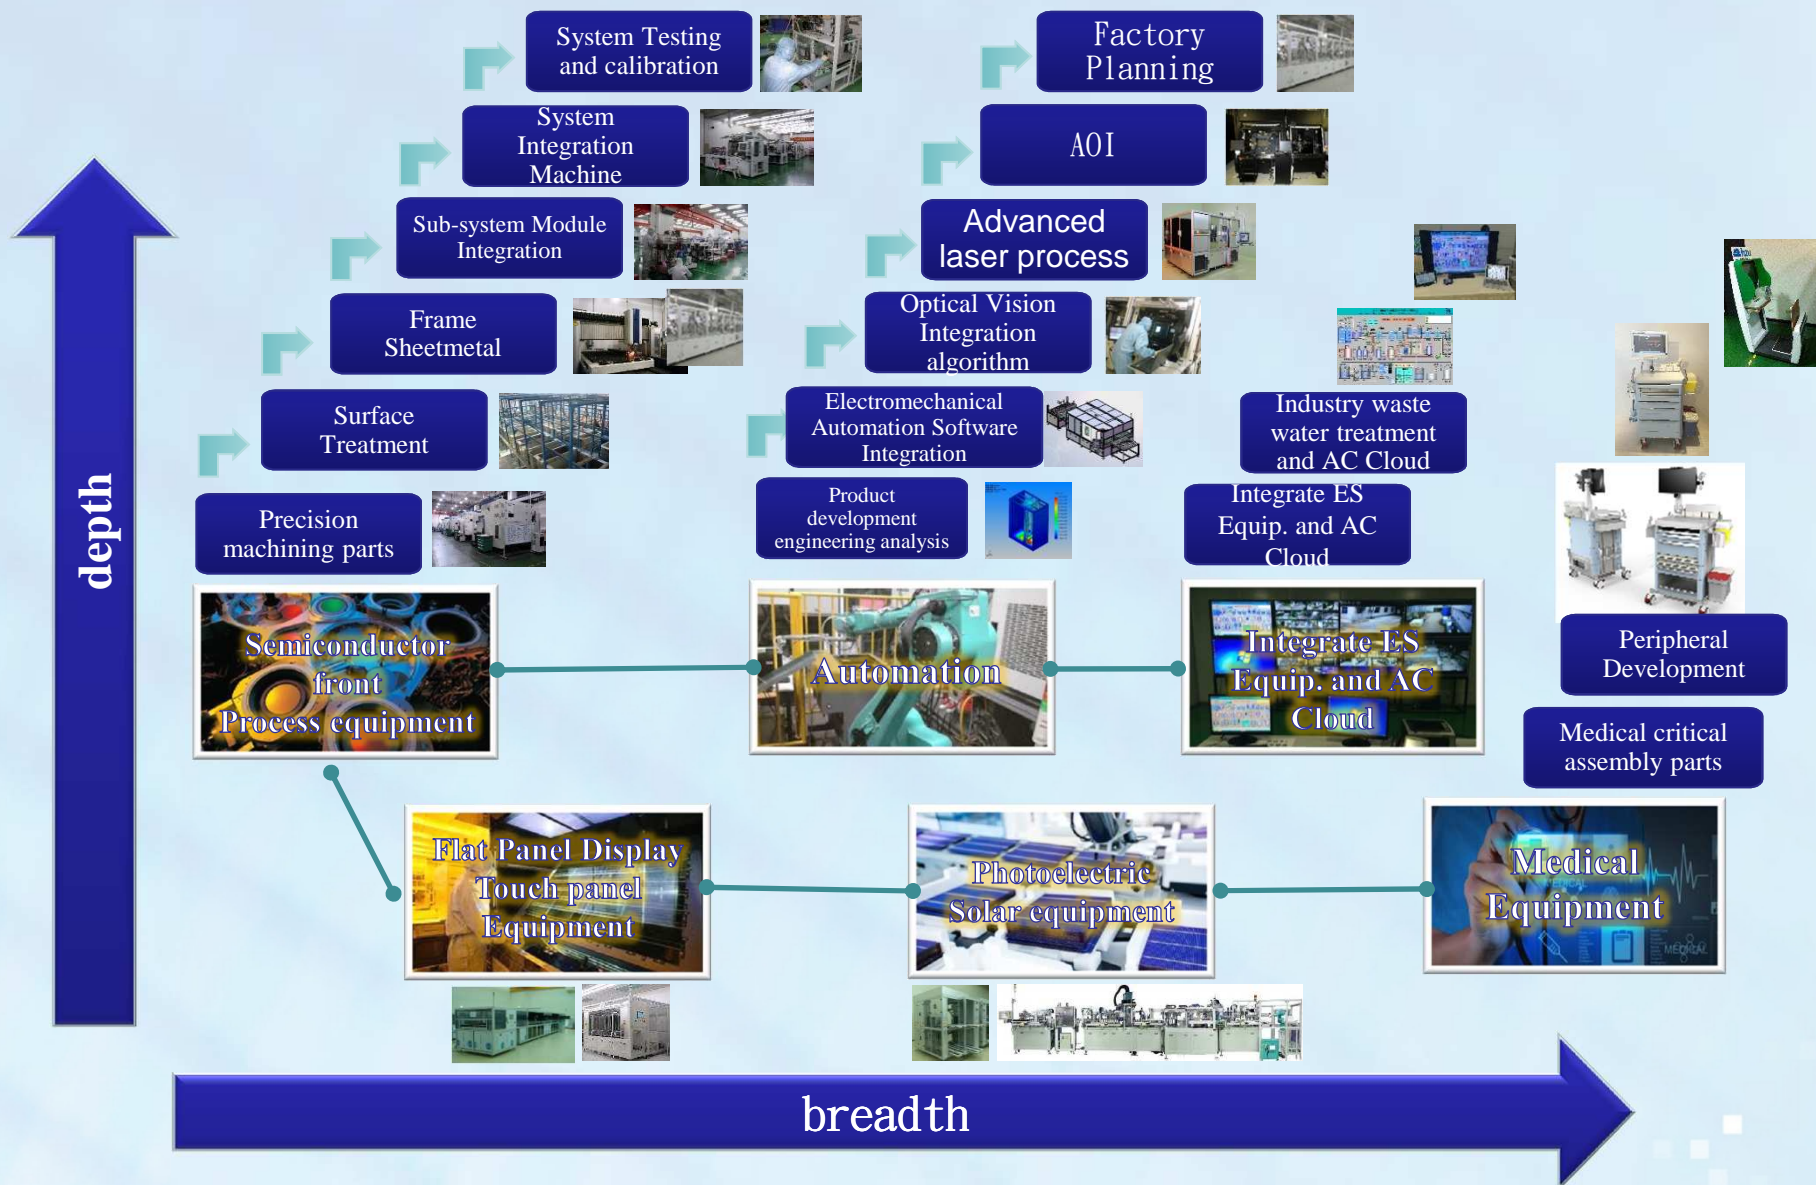 System Testing
and calibration
Factory
Planning
System
Integration
Machine
AOI
Sub-system Module
Integration
Advanced
laser process
Frame
Sheetmetal
Optical Vision
Integration
algorithm
Surface
Treatment
Electromechanical
Automation Software
Integration
Industry waste
water treatment
and AC Cloud
Precision
machining parts
Product
development
engineering analysis
Integrate ES
Equip. and AC
Cloud
depth
Semiconductor
front
Process equipment
Automation
Integrate ES
Equip. and AC
Cloud
Peripheral
Development
Medical critical
assembly parts
Flat Panel Display
Touch panel
Equipment
Photoelectric
Solar equipment
Medical
Equipment
MEDICAL
breadth